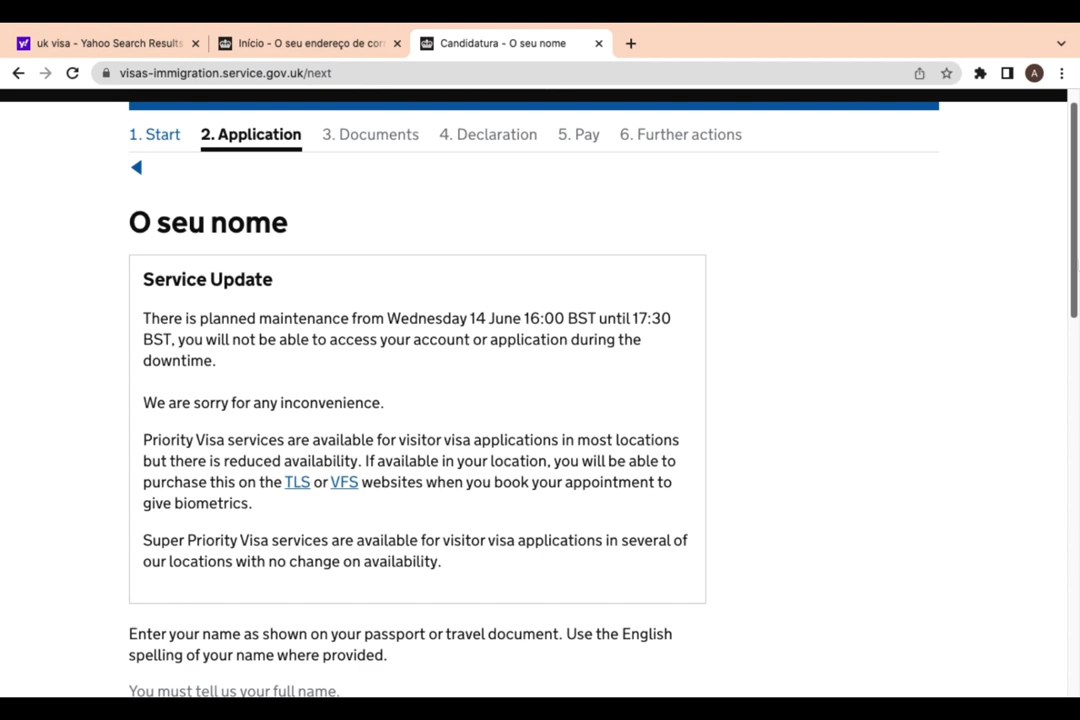 uk visa - Yahoo Search Results
Início - O seu endereço de cor
Candidatura - O seu nome
visas-immigration.service.gov.uk/next
A
1. Start 2. Application 3. Documents 4. Declaration 5. Pay 6. Further actions
O seu nome
Service Update
There is planned maintenance from Wednesday 14 June 16:00 BST until 17:30
BST, you will not be able to access your account or application during the
downtime.
We are sorry for any inconvenience.
Priority Visa services are available for visitor visa applications in most locations
but there is reduced availability. If available in your location, you will be able to
purchase this on the TLS or VFS websites when you book your appointment to
give biometrics.
Super Priority Visa services are available for visitor visa applications in several of
our locations with no change on availability.
Enter your name as shown on your passport or travel document. Use the English
spelling of your name where provided.
You must tell us your full name.